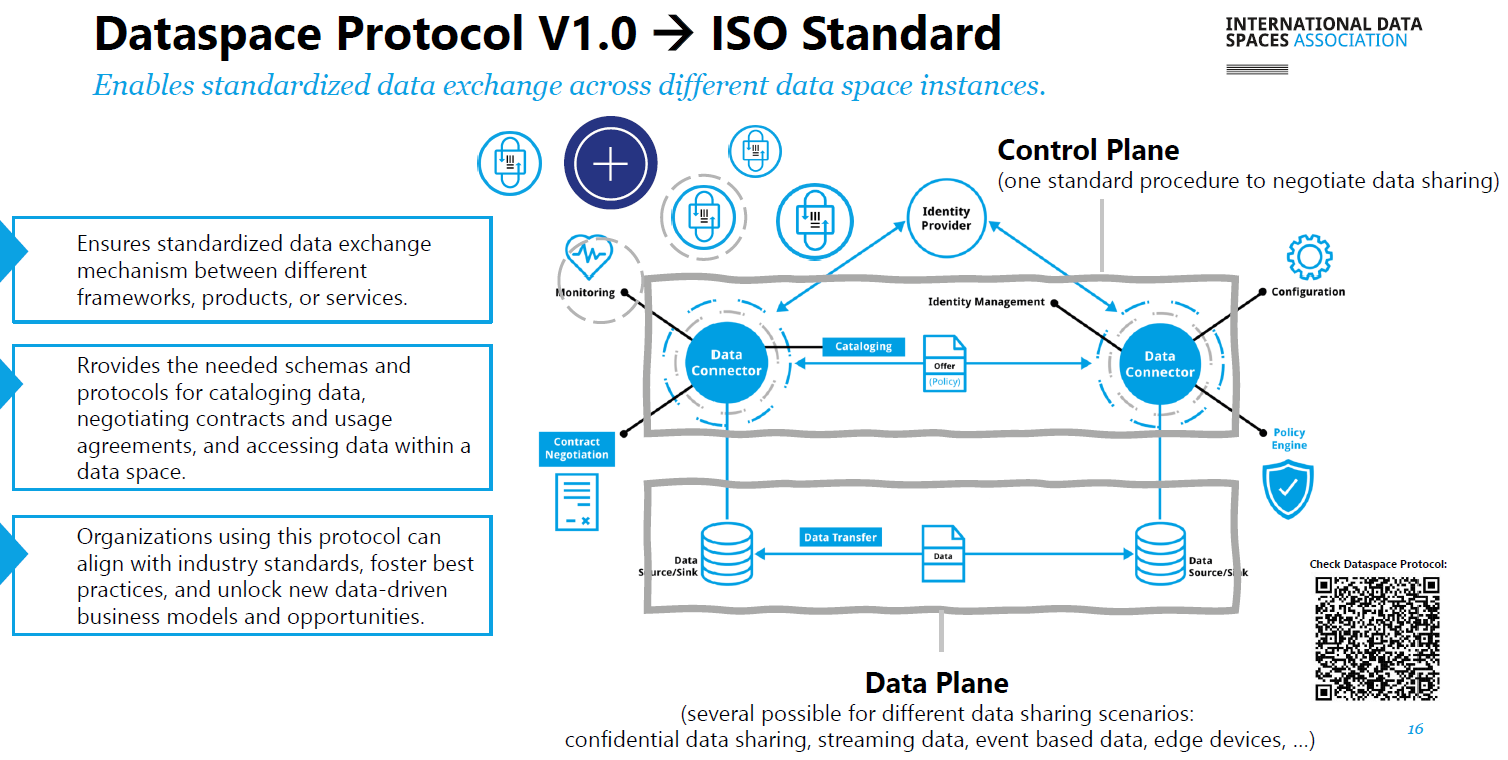 Dataspace Protocol V1.0 → ISO Standard
INTERNATIONAL DATA
SPACES ASSOCIATION
Enables standardized data exchange across different data space instances.
Control Plane
(one standard procedure to negotiate data sharing)
Ensures standardized data exchange
mechanism between different
frameworks, products, or services.
Rrovides the needed schemas and
protocols for cataloging data,
negotiating contracts and usage
agreements, and accessing data within a
data space.
Organizations using this protocol can
align with industry standards, foster best
practices, and unlock new data-driven
business models and opportunities.
Identity
Provider
Monitoring
Identity Management
Configuration
Data
Connector
Cataloging
Offer
(Policy)
Data
Connector
Contract
Negotiation
Policy
Engine
Data
Source/Sink
Data Transfer
Data
Data
Source/Sink
Check Dataspace Protocol:
Data Plane
(several possible for different data sharing scenarios:
confidential data sharing, streaming data, event based data, edge devices, ...)
16